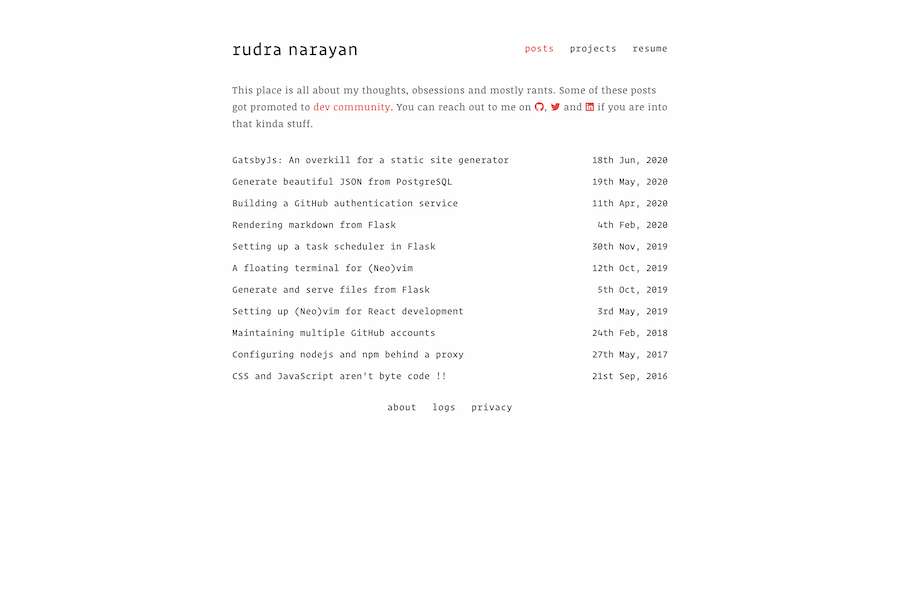 rudra narayan
posts projects resume
This place is all about my thoughts, obsessions and mostly rants. Some of these posts
got promoted to dev community. You can reach out to me on , and if you are into
that kinda stuff.
GatsbyJs: An overkill for a static site generator 18th Jun, 2020
Generate beautiful JSON from PostgreSQL 19th May, 2020
Building a GitHub authentication service 11th Apr, 2020
Rendering markdown from Flask 4th Feb, 2020
Setting up a task scheduler in Flask 30th Nov, 2019
A floating terminal for (Neo)vim 12th Oct, 2019
Generate and serve files from Flask 5th Oct, 2019
Setting up (Neo)vim for React development 3rd May, 2019
Maintaining multiple GitHub accounts 24th Feb, 2018
Configuring nodejs and npm behind a proxy 27th May, 2017
CSS and JavaScript aren't byte code !! 21st Sep, 2016
about logs privacy